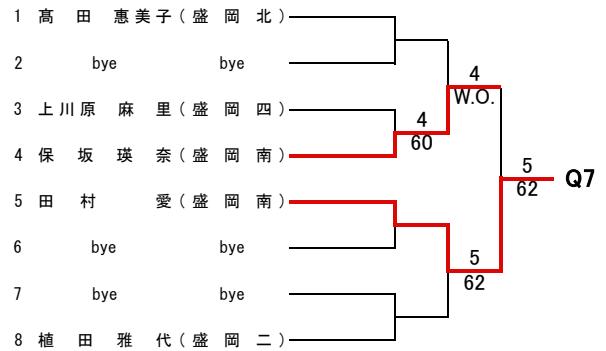 1 髙田 惠美子(盛岡北)
2 bye bye
4
W.O.
3 上川原 麻里(盛岡四)
4
60
4 保坂瑛奈(盛岡南)
5
62
Q7
5 田村 愛(盛岡南)
6 bye bye
5
62
7 bye bye
8 植田雅代(盛岡二)